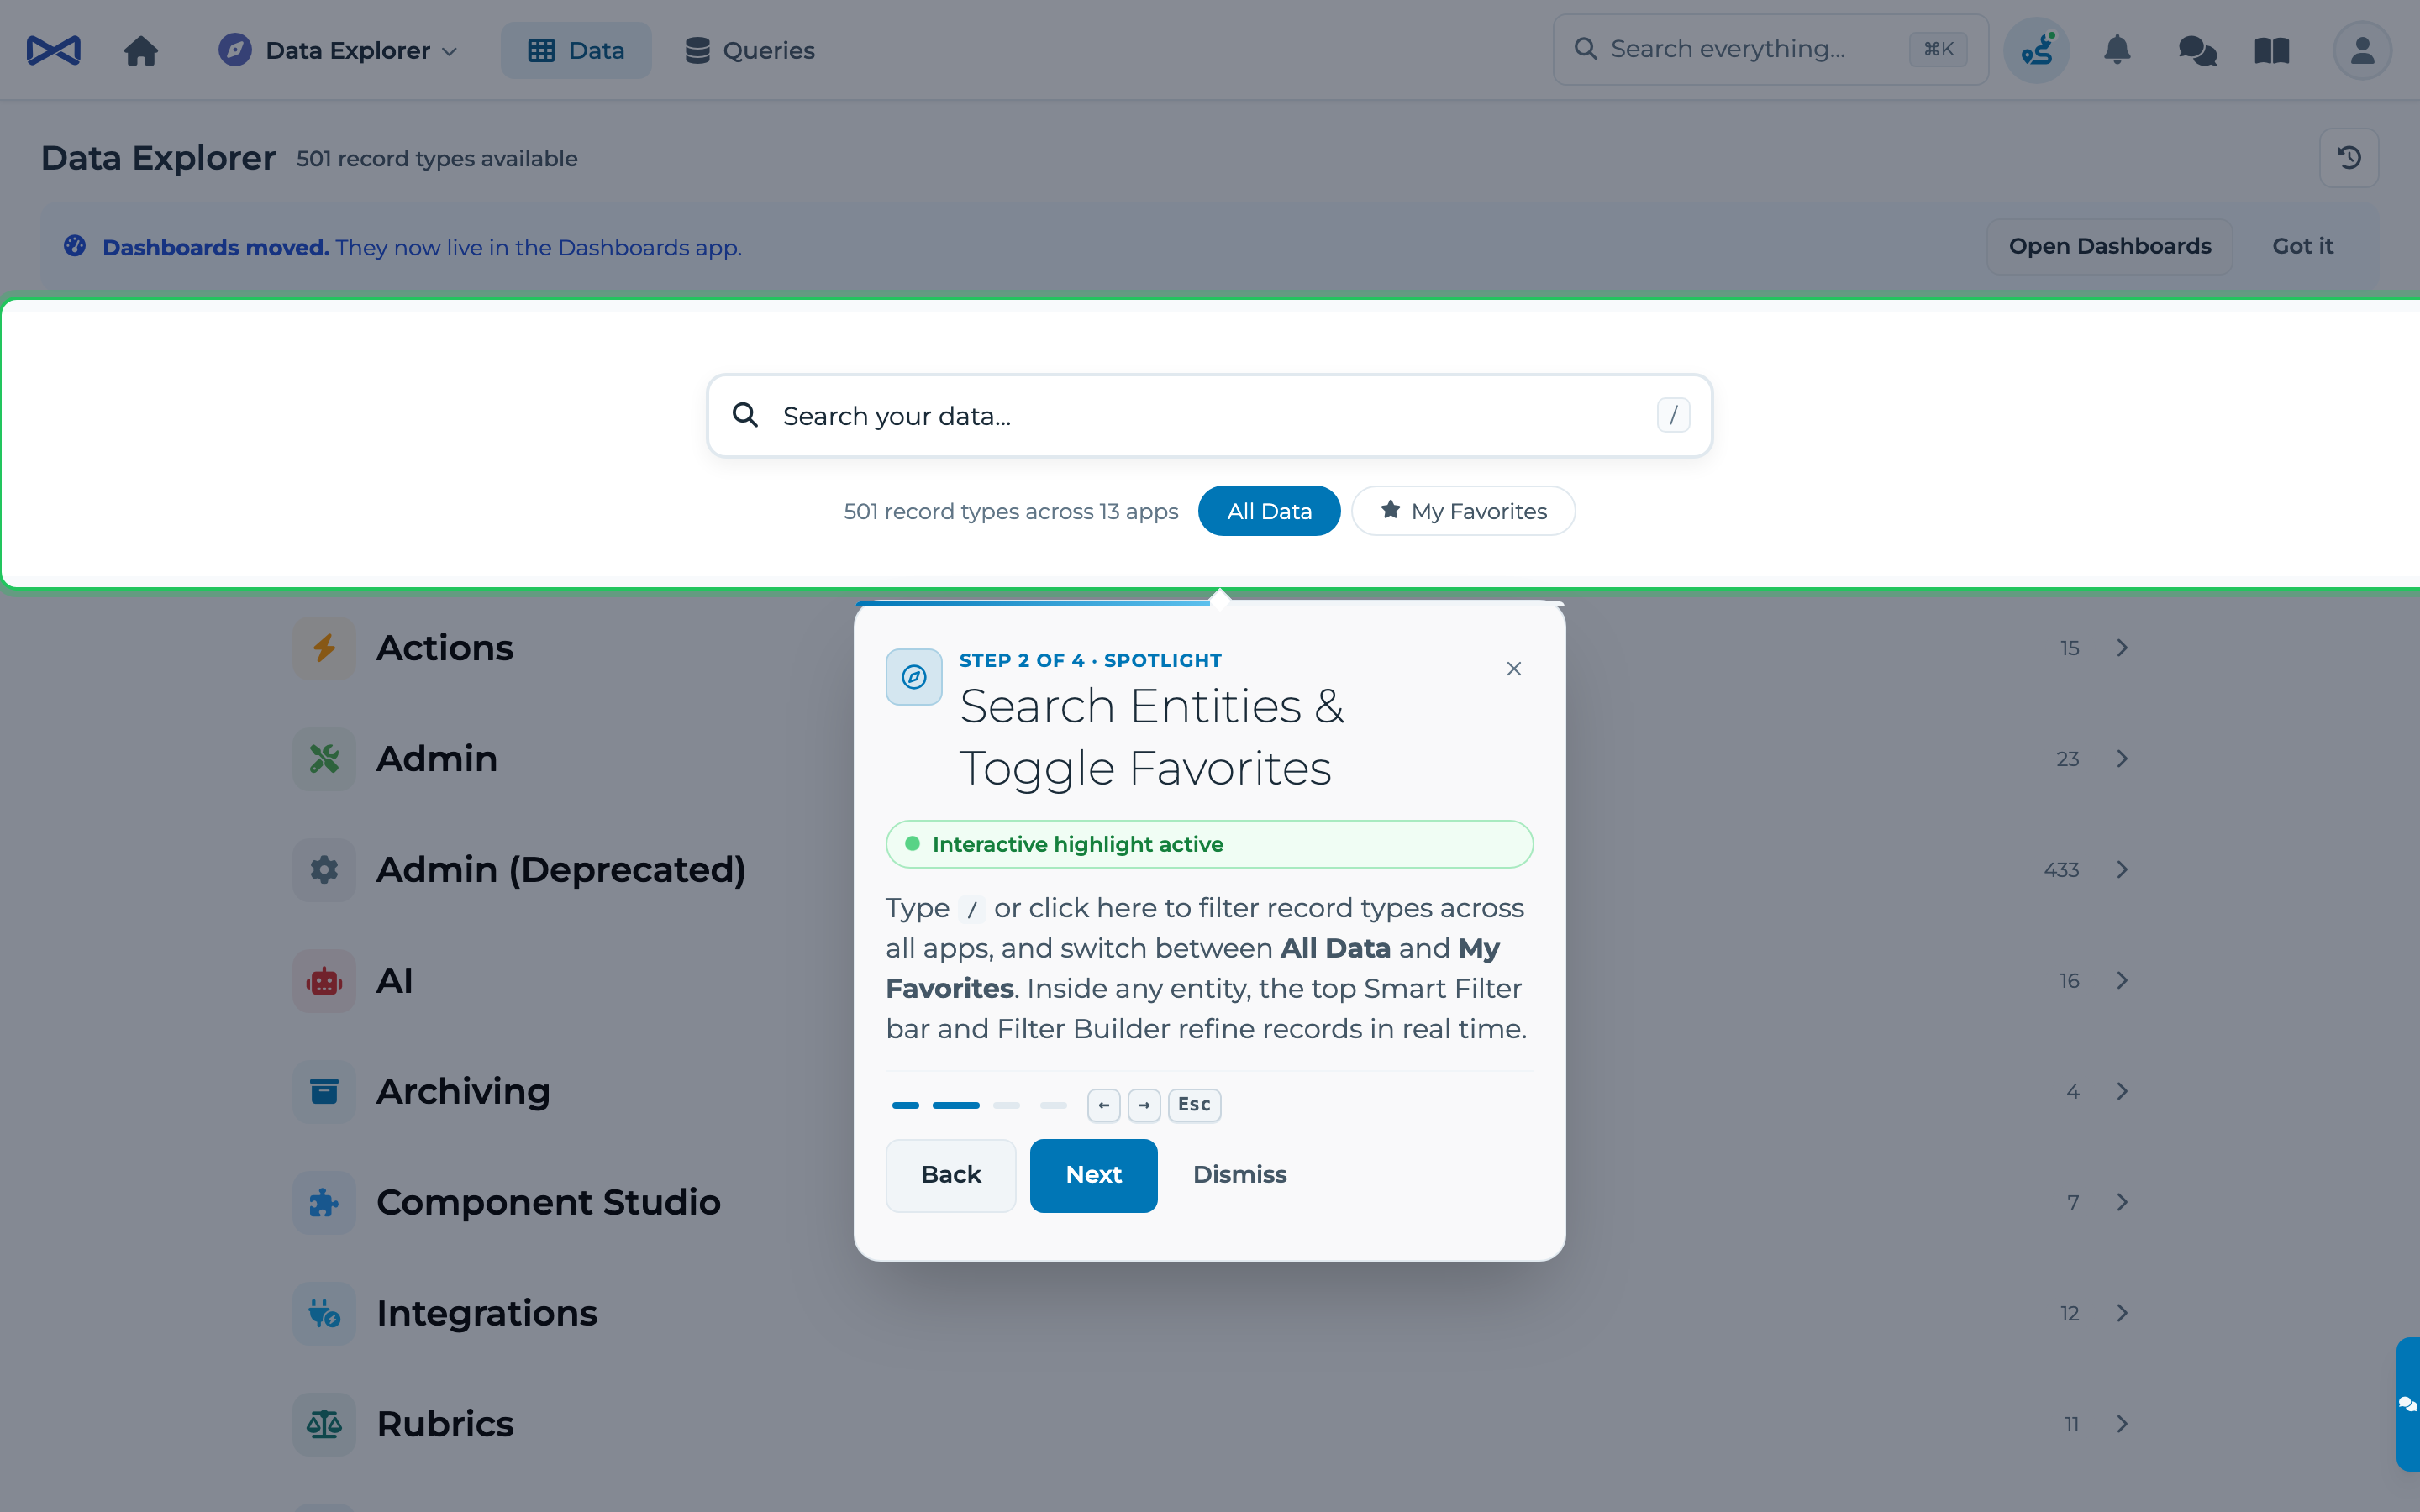 Data Explorer
Data
Queries
Search everything...
⌘K
Data Explorer
501 record types available
Dashboards moved. They now live in the Dashboards app.
Open Dashboards
Got it
Search your data...
/
501 record types across 13 apps
All Data
My Favorites
STEP 2 OF 4 · SPOTLIGHT
Search Entities &
Toggle Favorites
Interactive highlight active
Type / or click here to filter record types across
all apps, and switch between All Data and My
Favorites. Inside any entity, the top Smart Filter
bar and Filter Builder refine records in real time.
← → Esc
Back
Next
Dismiss
Actions
15
Admin
23
Admin (Deprecated)
433
AI
16
Archiving
4
Component Studio
7
Integrations
12
Rubrics
11